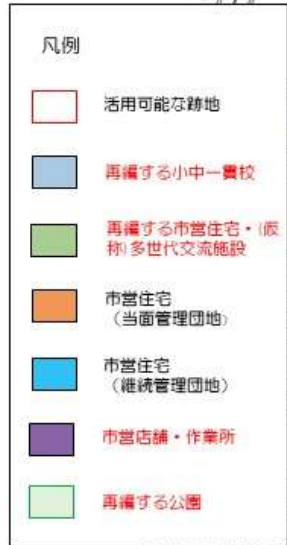 凡例
活用可能な跡地
再編する小中一貫校
再編する市営住宅・(仮
称)多世代交流施設
市営住宅
（当面管理団地）
市営住宅
（継続管理団地）
市営店舗・作業所
再編する公園